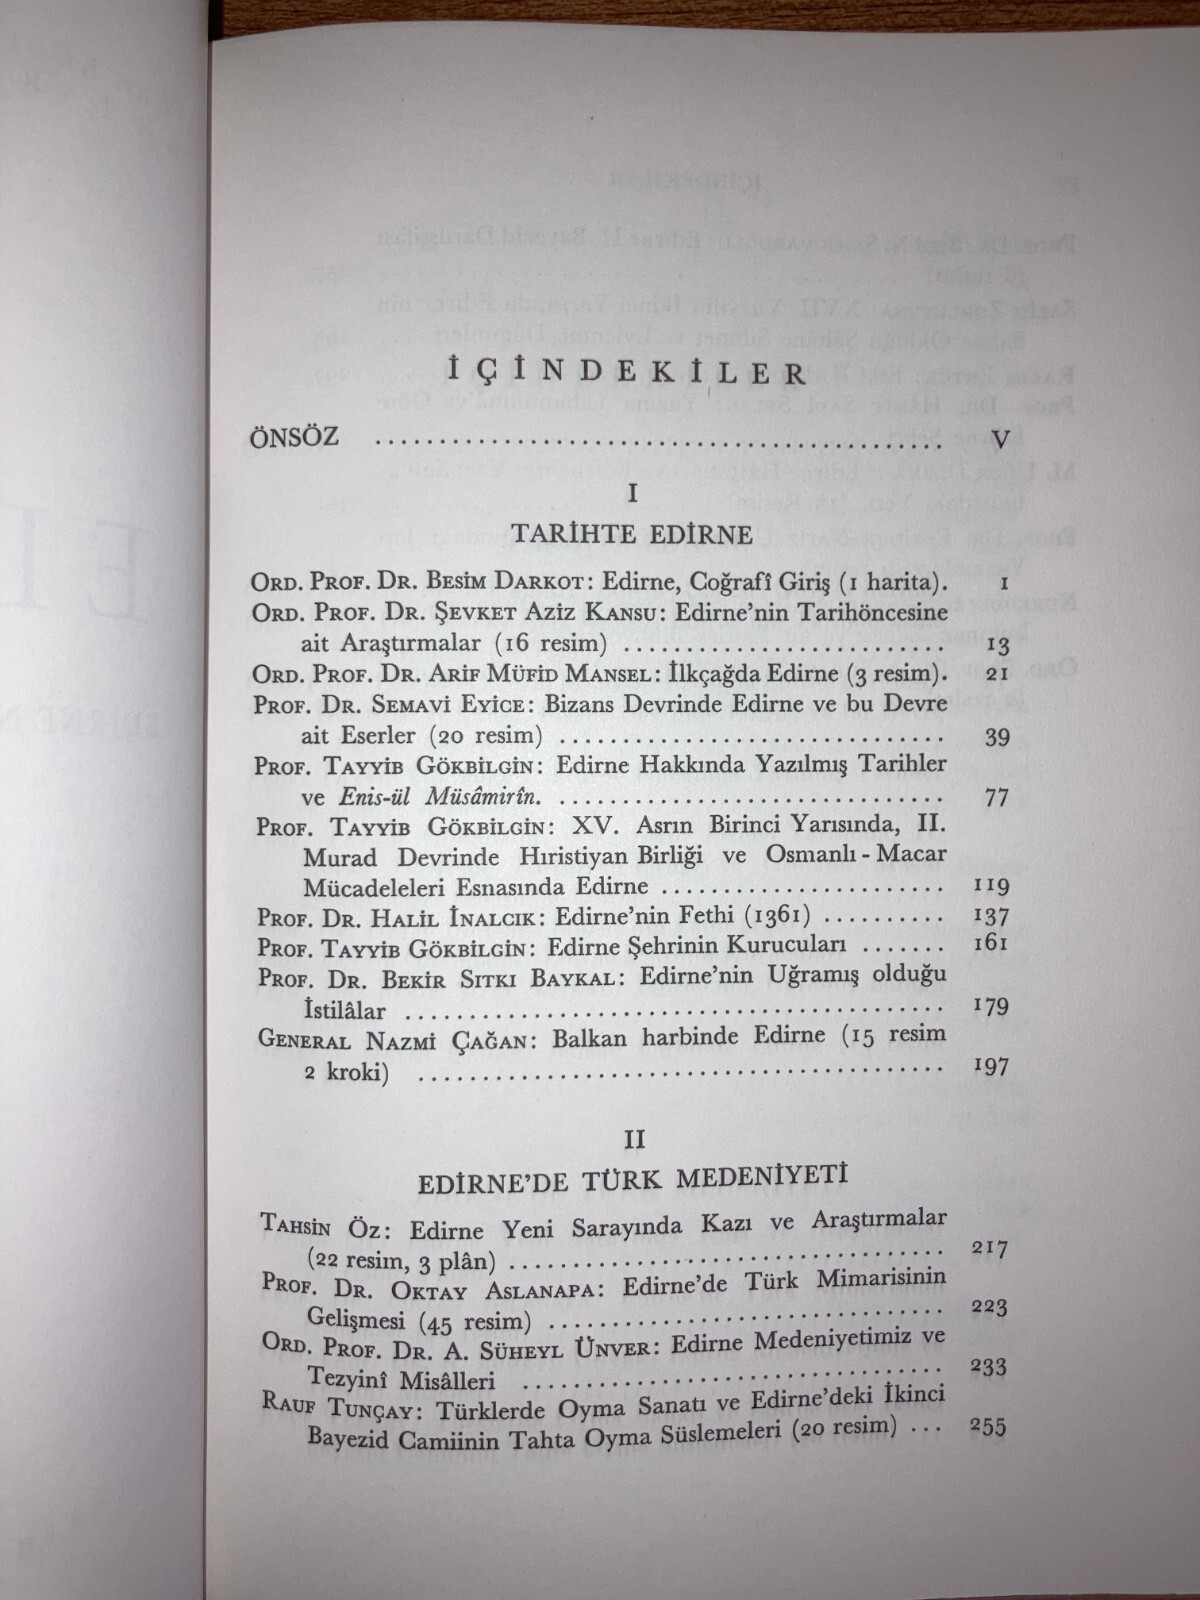 İÇİNDEKİLER
ÖNSÖZ ............................................ V
I
TARİHTE EDİRNE
ORD. PROF. DR. BESİM DARKOT: Edirne, Coğrafî Giriş (1 harita). 1
ORD. PROF. DR. ŞEVKET AZİZ KANSU: Edirne'nin Tarihöncesine
ait Araştırmalar (16 resim) .......................... 13
ORD. PROF. DR. ARİF MÜFİD MANSEL: İlkçağda Edirne (3 resim). 21
PROF. DR. SEMAVİ EYİCE: Bizans Devrinde Edirne ve bu Devre
ait Eserler (20 resim) ............................... 39
PROF. TAYYİB GÖKBİLGİN: Edirne Hakkında Yazılmış Tarihler
ve Enis-ül Müsâmirîn. ............................... 77
PROF. TAYYİB GÖKBİLGİN: XV. Asrın Birinci Yarısında, II.
Murad Devrinde Hıristiyan Birliği ve Osmanlı - Macar
Mücadeleleri Esnasında Edirne ....................... 119
PROF. DR. HALİL İNALCIK: Edirne'nin Fethi (1361) .......... 137
PROF. TAYYİB GÖKBİLGİN: Edirne Şehrinin Kurucuları ....... 161
PROF. DR. BEKİR SITKI BAYKAL: Edirne'nin Uğramış olduğu
İstilâlar ........................................... 179
GENERAL NAZMİ ÇAĞAN: Balkan harbinde Edirne (15 resim
2 kroki) .......................................... 197
II
EDİRNE'DE TÜRK MEDENİYETİ
TAHSİN ÖZ: Edirne Yeni Sarayında Kazı ve Araştırmalar
(22 resim, 3 plân) ................................... 217
PROF. DR. OKTAY ASLANAPA: Edirne'de Türk Mimarisinin
Gelişmesi (45 resim) ................................ 223
ORD. PROF. DR. A. SÜHEYL ÜNVER: Edirne Medeniyetimiz ve
Tezyinî Misâlleri .................................. 233
RAUF TUNÇAY: Türklerde Oyma Sanatı ve Edirne'deki İkinci
Bayezid Camiinin Tahta Oyma Süslemeleri (20 resim) ... 255